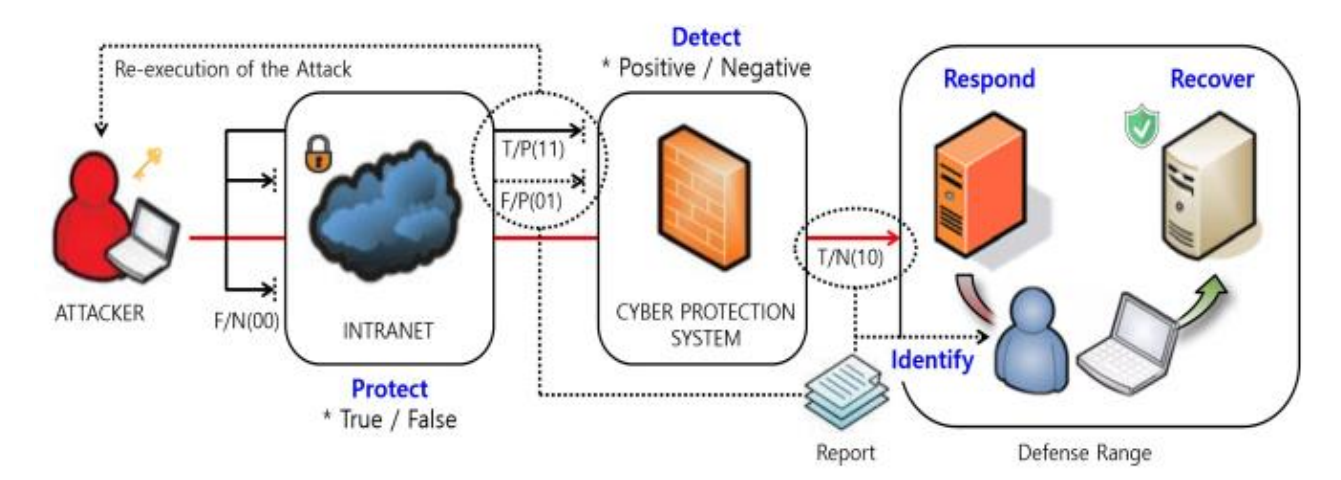 Re-execution of the Attack
Detect
* Positive / Negative
Respond
Recover
T/P(11)
F/P(01)
T/N(10)
ATTACKER
F/N(00)
INTRANET
CYBER PROTECTION
SYSTEM
Identify
Protect
* True / False
Report
Defense Range